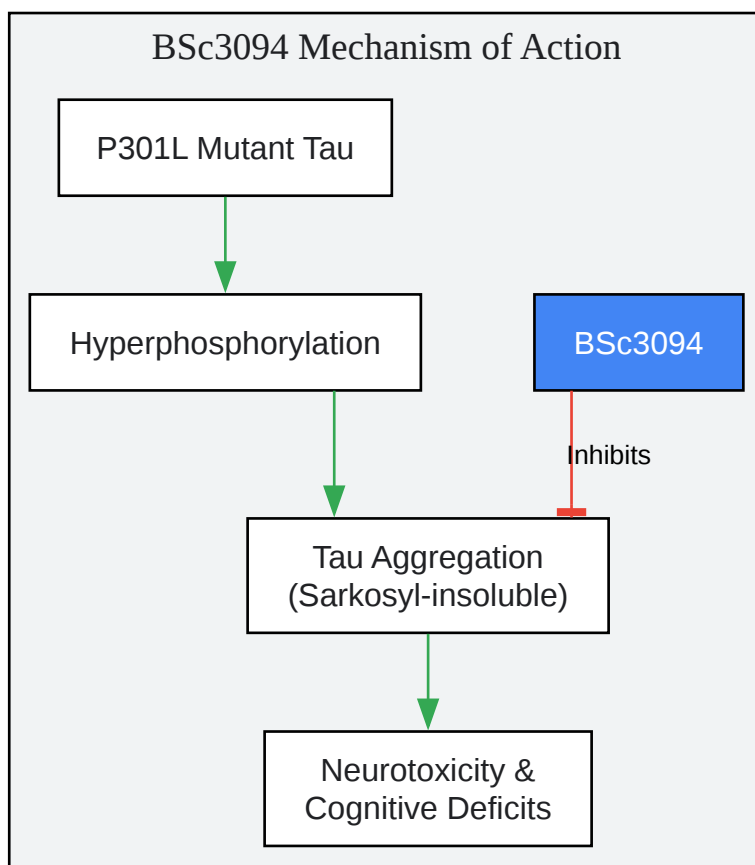 BSc3094 Mechanism of Action
P301L Mutant Tau
Hyperphosphorylation
BSc3094
Inhibits
Tau Aggregation
(Sarkosyl-insoluble)
Neurotoxicity &
Cognitive Deficits